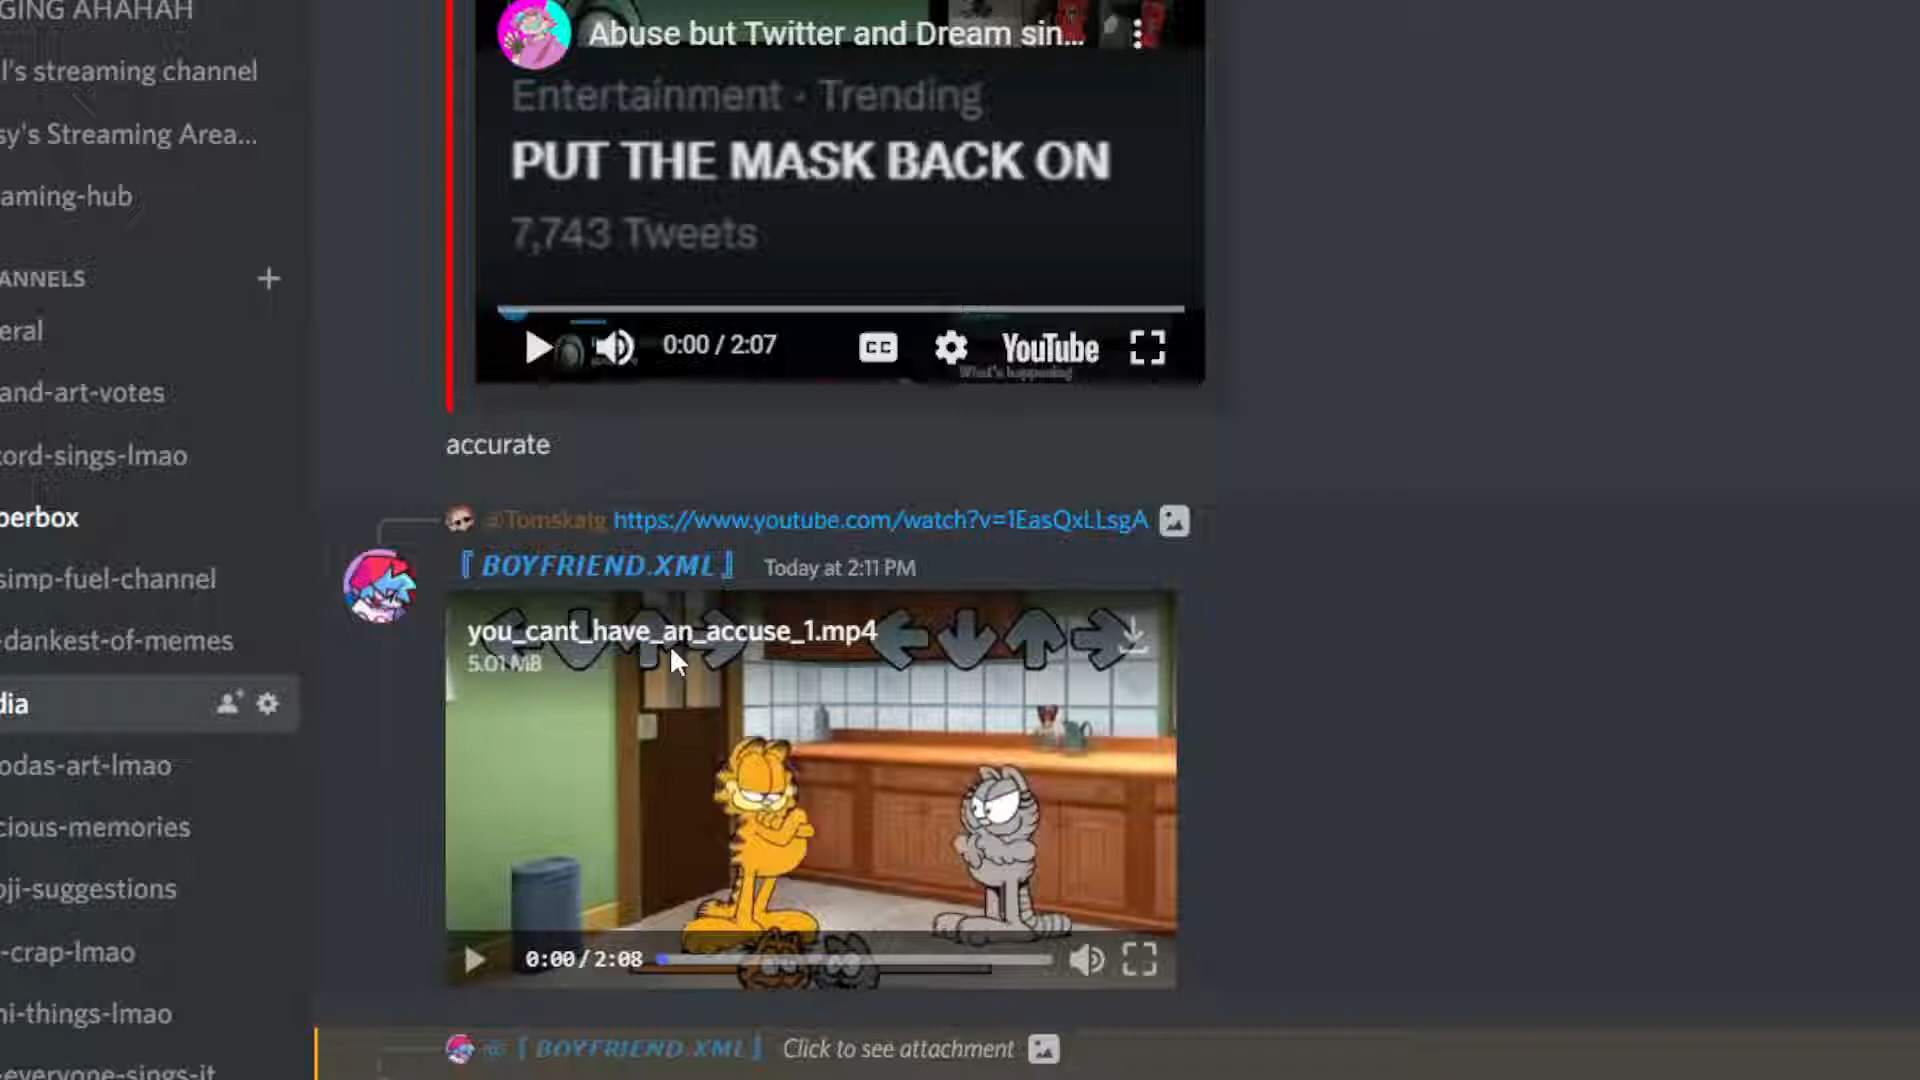 GING AHAHAH
l's streaming channel
sy's Streaming Area...
aming-hub
ANNELS
eral
and-art-votes
cord-sings-lmao
perbox
simp-fuel-channel
-dankest-of-memes
dia
odas-art-lmao
cious-memories
oji-suggestions
-crap-lmao
ni-things-lmao
-everyone-sings-it
Abuse but Twitter and Dream sin...
Entertainment · Trending
PUT THE MASK BACK ON
7,743 Tweets
0:00 / 2:07
CC
YouTube
What's happening
accurate
@Tomskatg https://www.youtube.com/watch?v=1EasQxLLsgA
『BOYFRIEND.XML』 Today at 2:11 PM
you_cant_have_an_accuse_1.mp4
5.01 MB
0:00/2:08
『BOYFRIEND.XML』 Click to see attachment